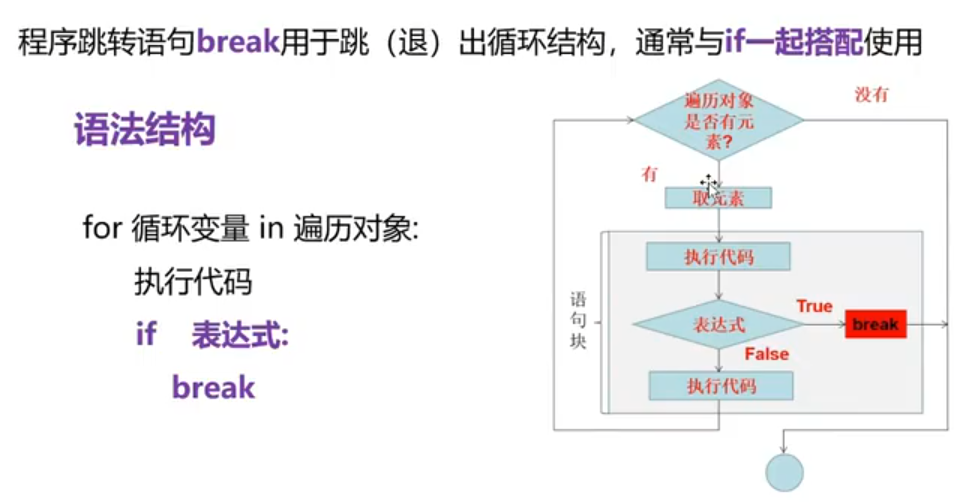 程序跳转语句break用于跳（退）出循环结构，通常与if一起搭配使用
语法结构
for 循环变量 in 遍历对象:
执行代码
if 表达式:
break
遍历对象
是否有元
素?
没有
有
取元素
执行代码
语
句
块
表达式
True
break
False
执行代码